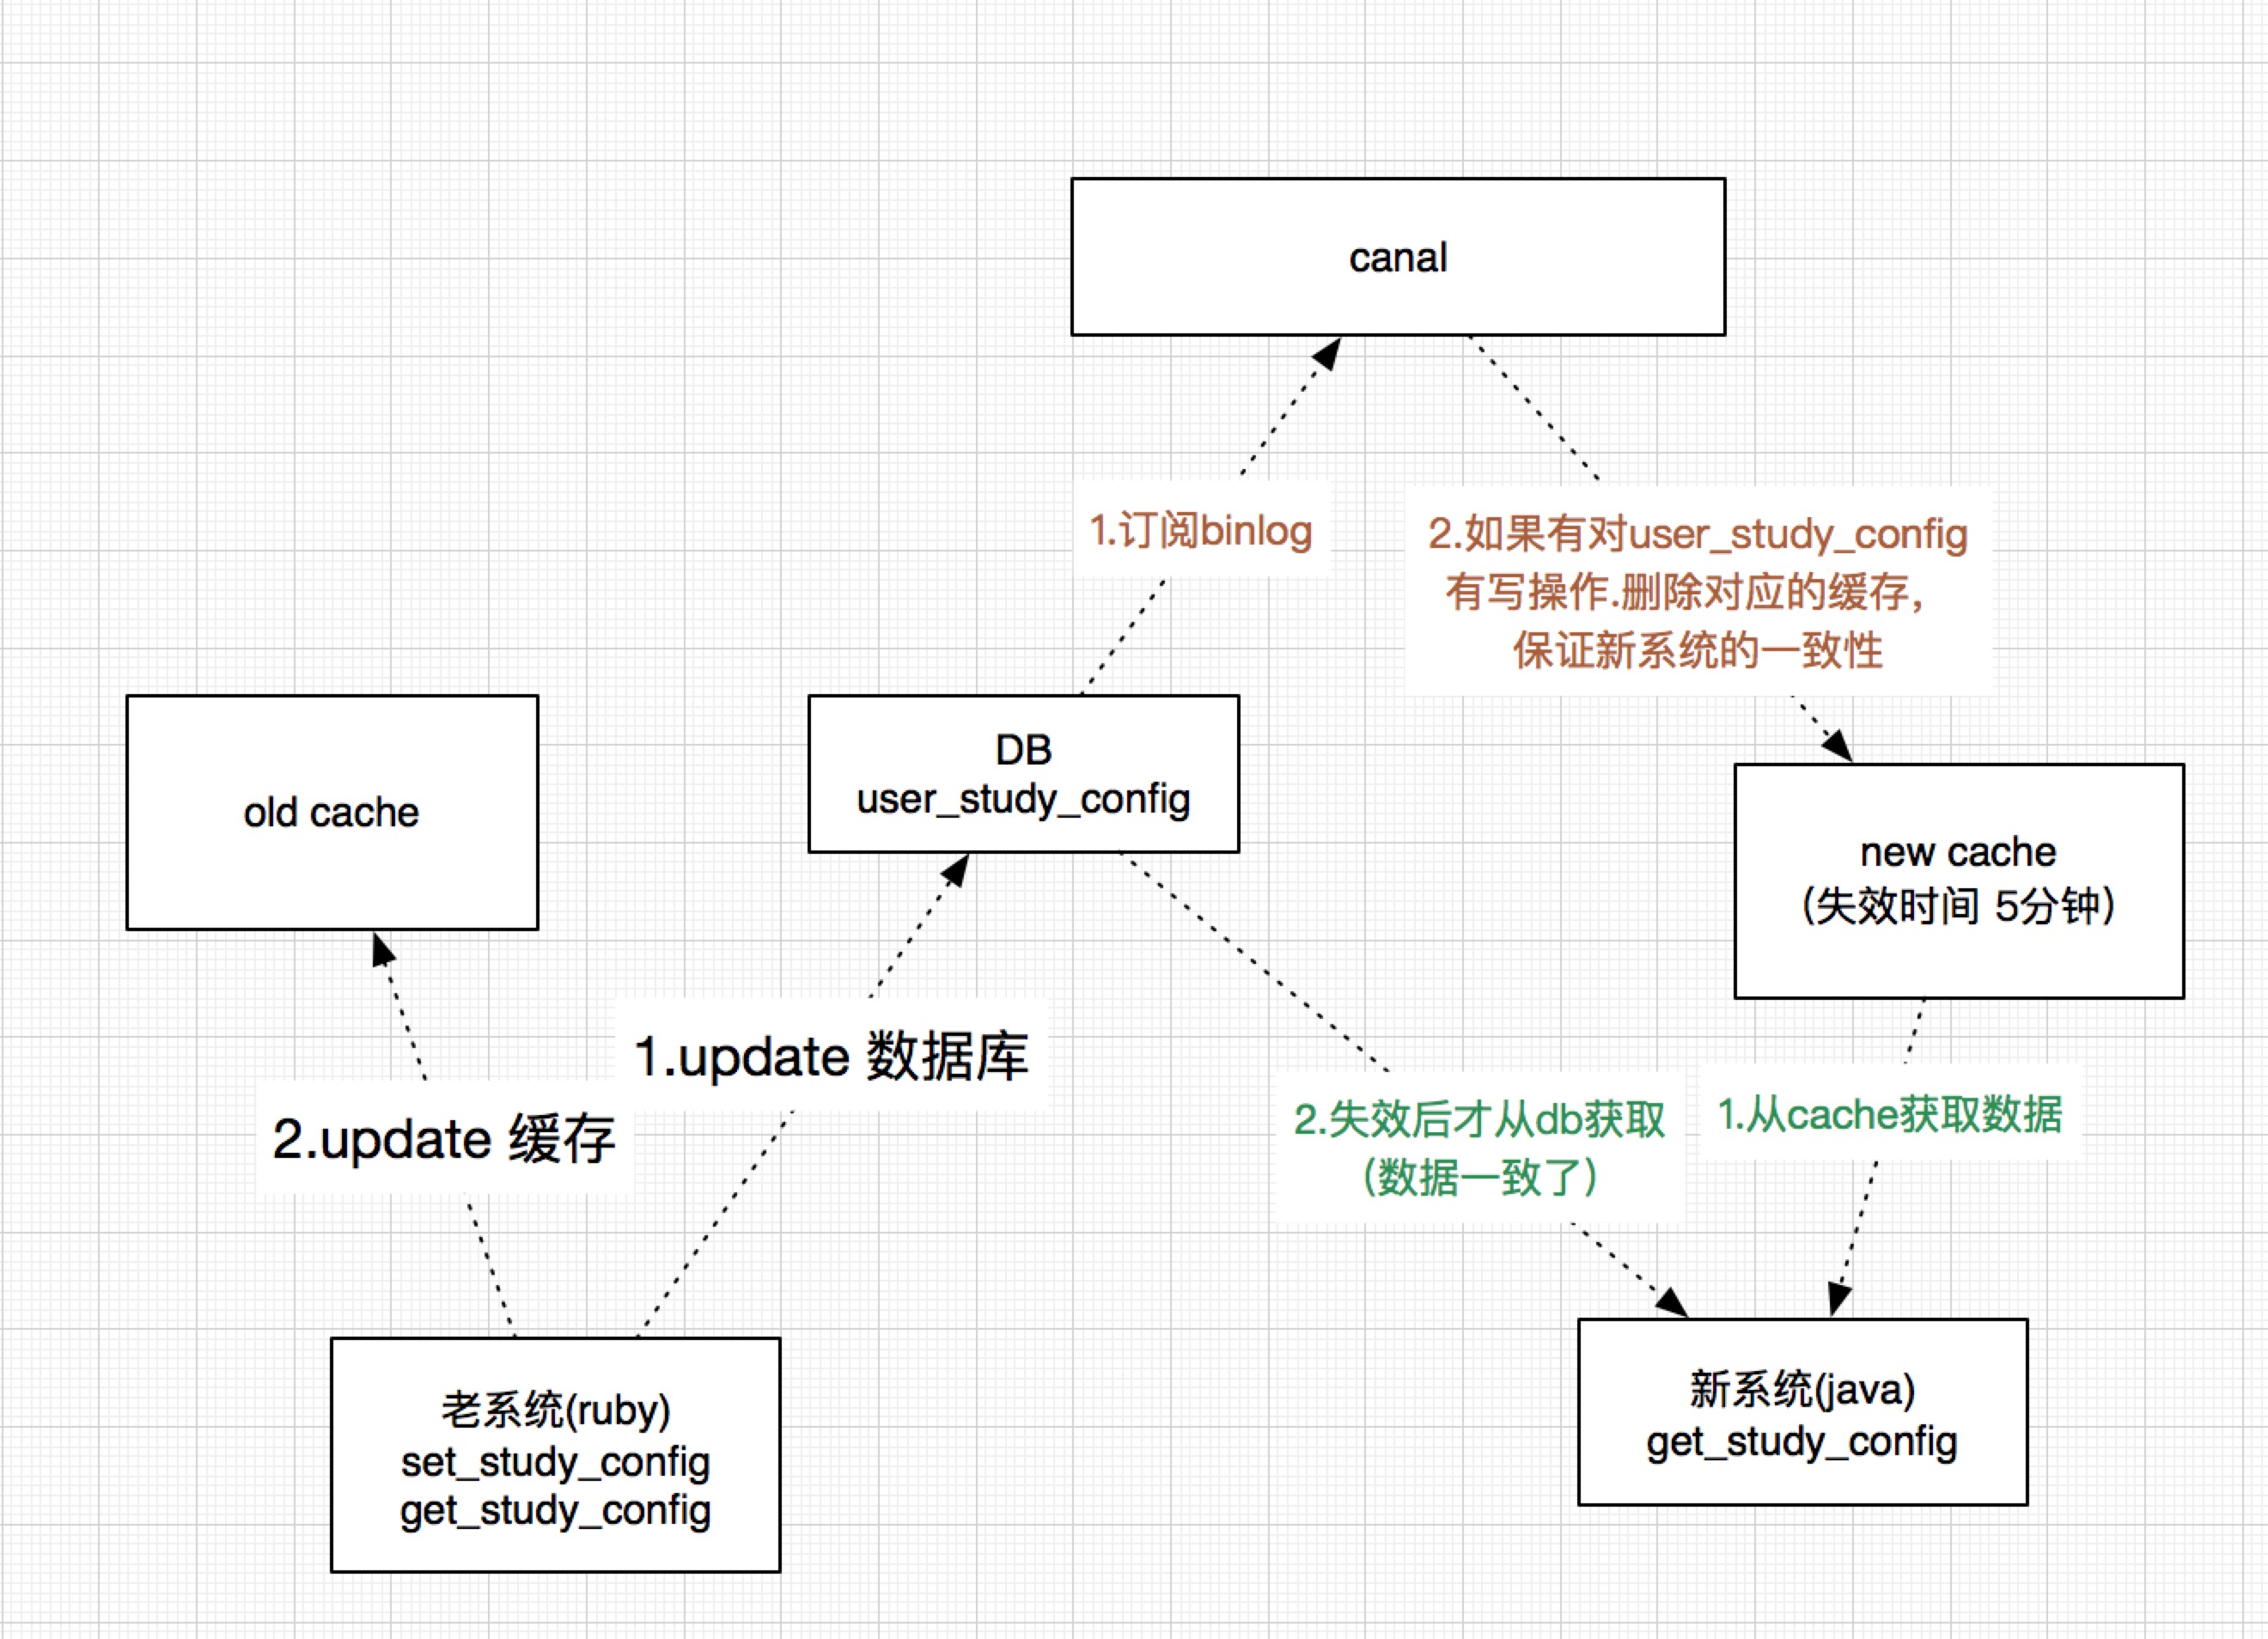 canal
1.订阅binlog
2.如果有对user_study_config
有写操作.删除对应的缓存,
保证新系统的一致性
old cache
DB
user_study_config
new cache
(失效时间 5分钟)
1.update 数据库
2.update 缓存
2.失效后才从db获取
(数据一致了)
1.从cache获取数据
老系统(ruby)
set_study_config
get_study_config
新系统(java)
get_study_config